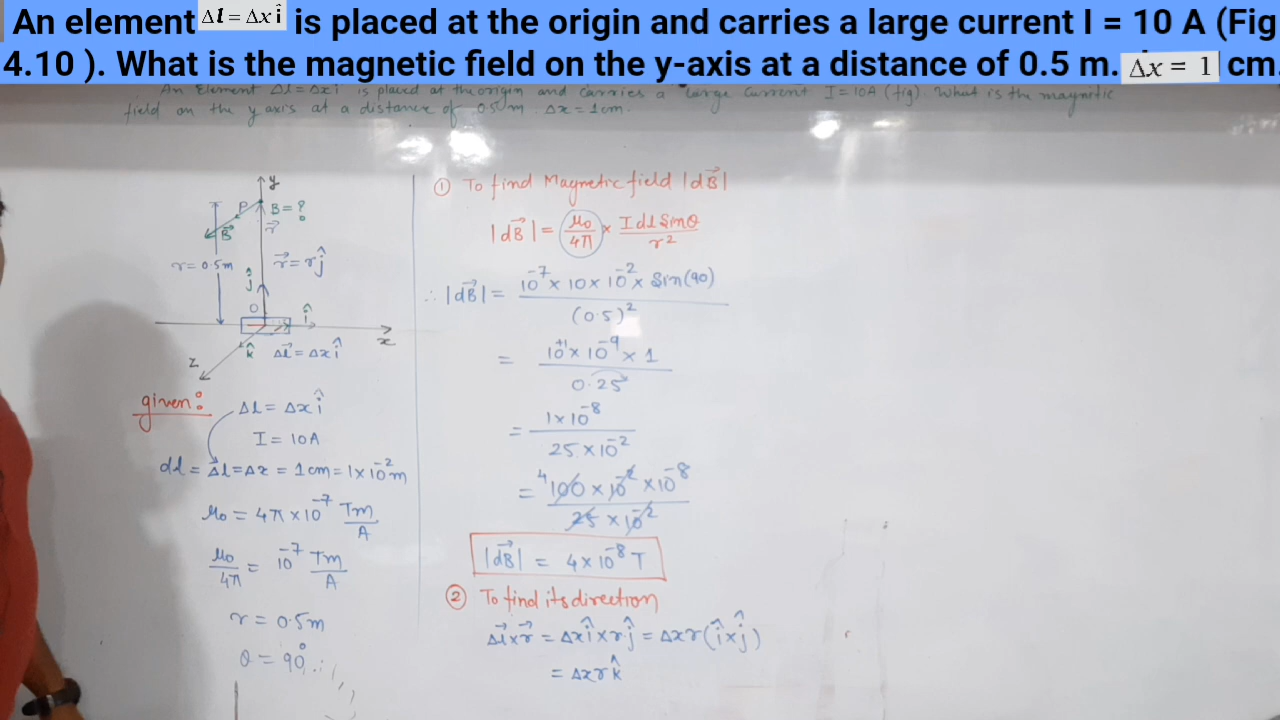 An element Δl = Δx î is placed at the origin and carries a large current I = 10 A (Fig
4.10 ). What is the magnetic field on the y-axis at a distance of 0.5 m. Δx = 1 cm.
An Element Δl = Δx î is placed at the origin and carries a large current I = 10A (fig). What is the magnetic
field on the y axis at a distance of 0.5m. Δx = 1cm.
y
P B = ?
B⃗ r⃗
r = 0.5m r⃗ = r ĵ
ĵ
O î
x
k̂ Δl⃗ = Δx î
z
given:
Δl = Δx î
I = 10A
dl = Δl = Δx = 1cm = 1×10⁻² m
μ₀ = 4π × 10⁻⁷ Tm/A
μ₀/4π = 10⁻⁷ Tm/A
r = 0.5m
θ = 90°
① To find Magnetic field |dB⃗|
|dB⃗| = μ₀/4π × I dl Sinθ / r²
∴ |dB⃗| = 10⁻⁷ × 10 × 10⁻² × Sin(90) / (0.5)²
= 10⁺¹ × 10⁻⁹ × 1 / 0.25
= 1×10⁻⁸ / 25 × 10⁻²
= ⁴100 × 10⁻² × 10⁻⁸ / 25 × 10⁻²
|dB⃗| = 4 × 10⁻⁸ T
② To find its direction
Δl⃗ × r⃗ = Δx î × r ĵ = Δx r (î × ĵ)
= Δx r k̂